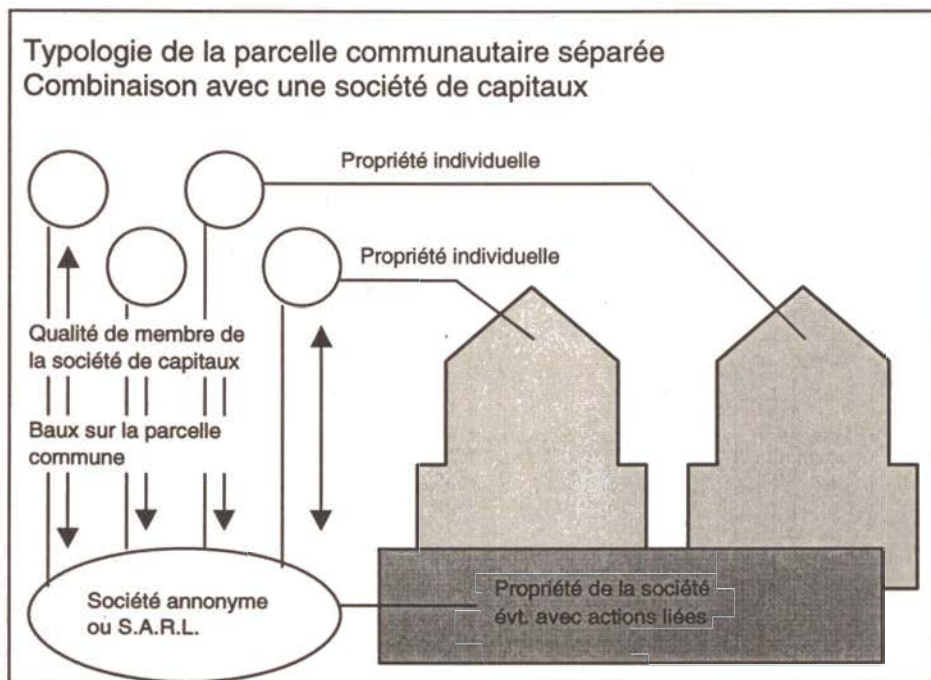 Typologie de la parcelle communautaire séparée
Combinaison avec une société de capitaux
Propriété individuelle
Propriété individuelle
Qualité de membre de
la société de capitaux
Baux sur la parcelle
commune
Société annonyme
ou S.A.R.L.
Propriété de la société
évt. avec actions liées